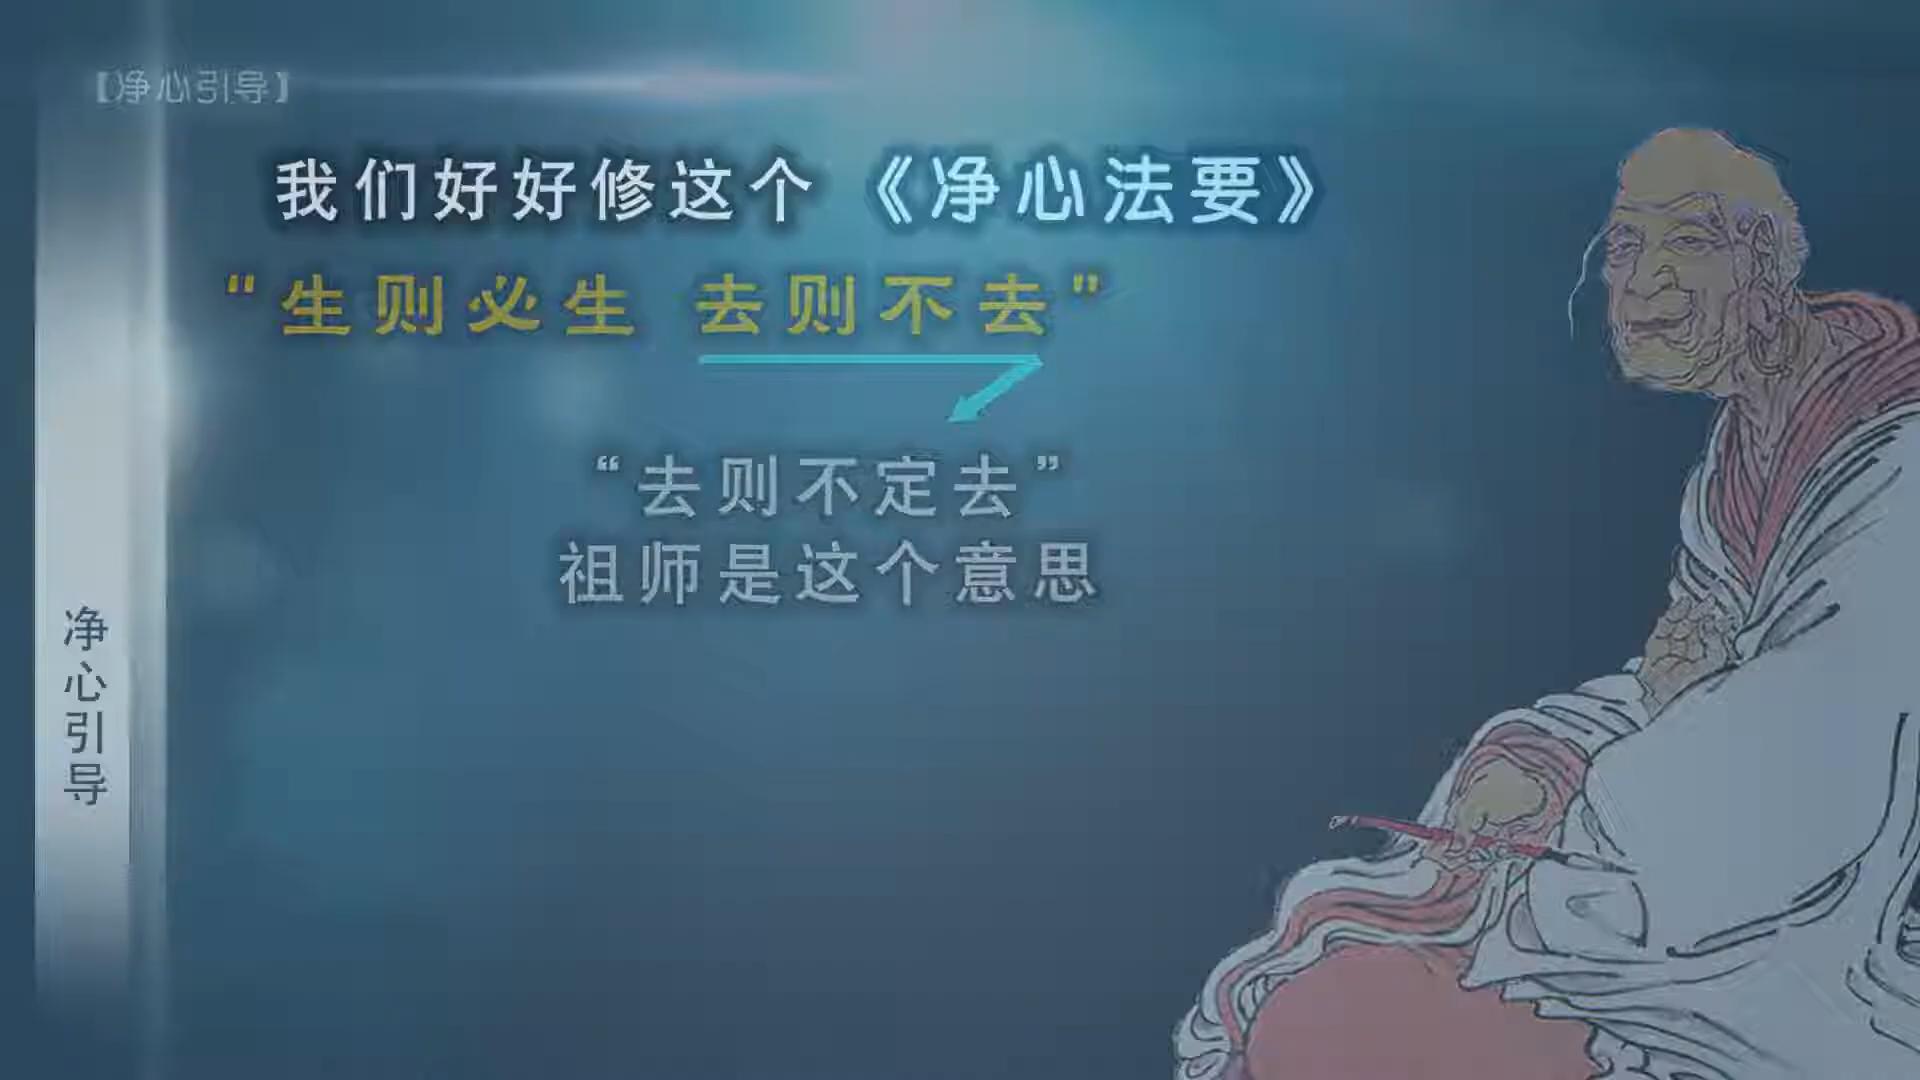 【净心引导】
我们好好修这个《净心法要》
“生则必生 去则不去”
“去则不定去”
祖师是这个意思
净心引导